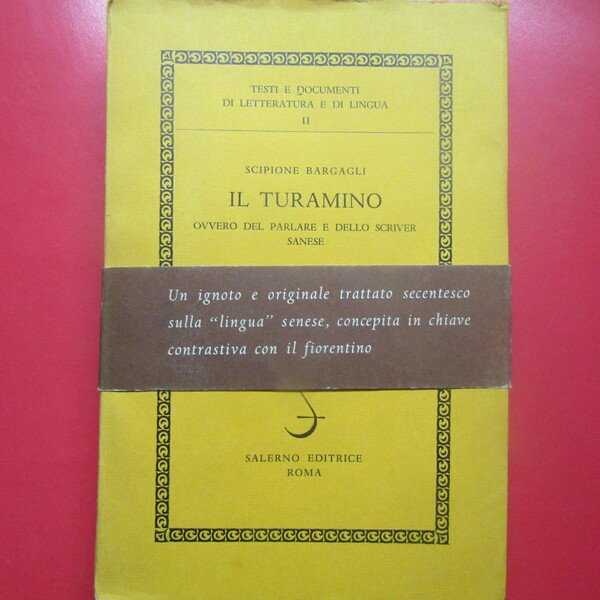 TESTI E DOCUMENTI
DI LETTERATURA E DI LINGUA
II
SCIPIONE BARGAGLI
IL TURAMINO
OVVERO DEL PARLARE E DELLO SCRIVER
SANESE
Un ignoto e originale trattato secentesco
sulla "lingua" senese, concepita in chiave
contrastiva con il fiorentino
SALERNO EDITRICE
ROMA